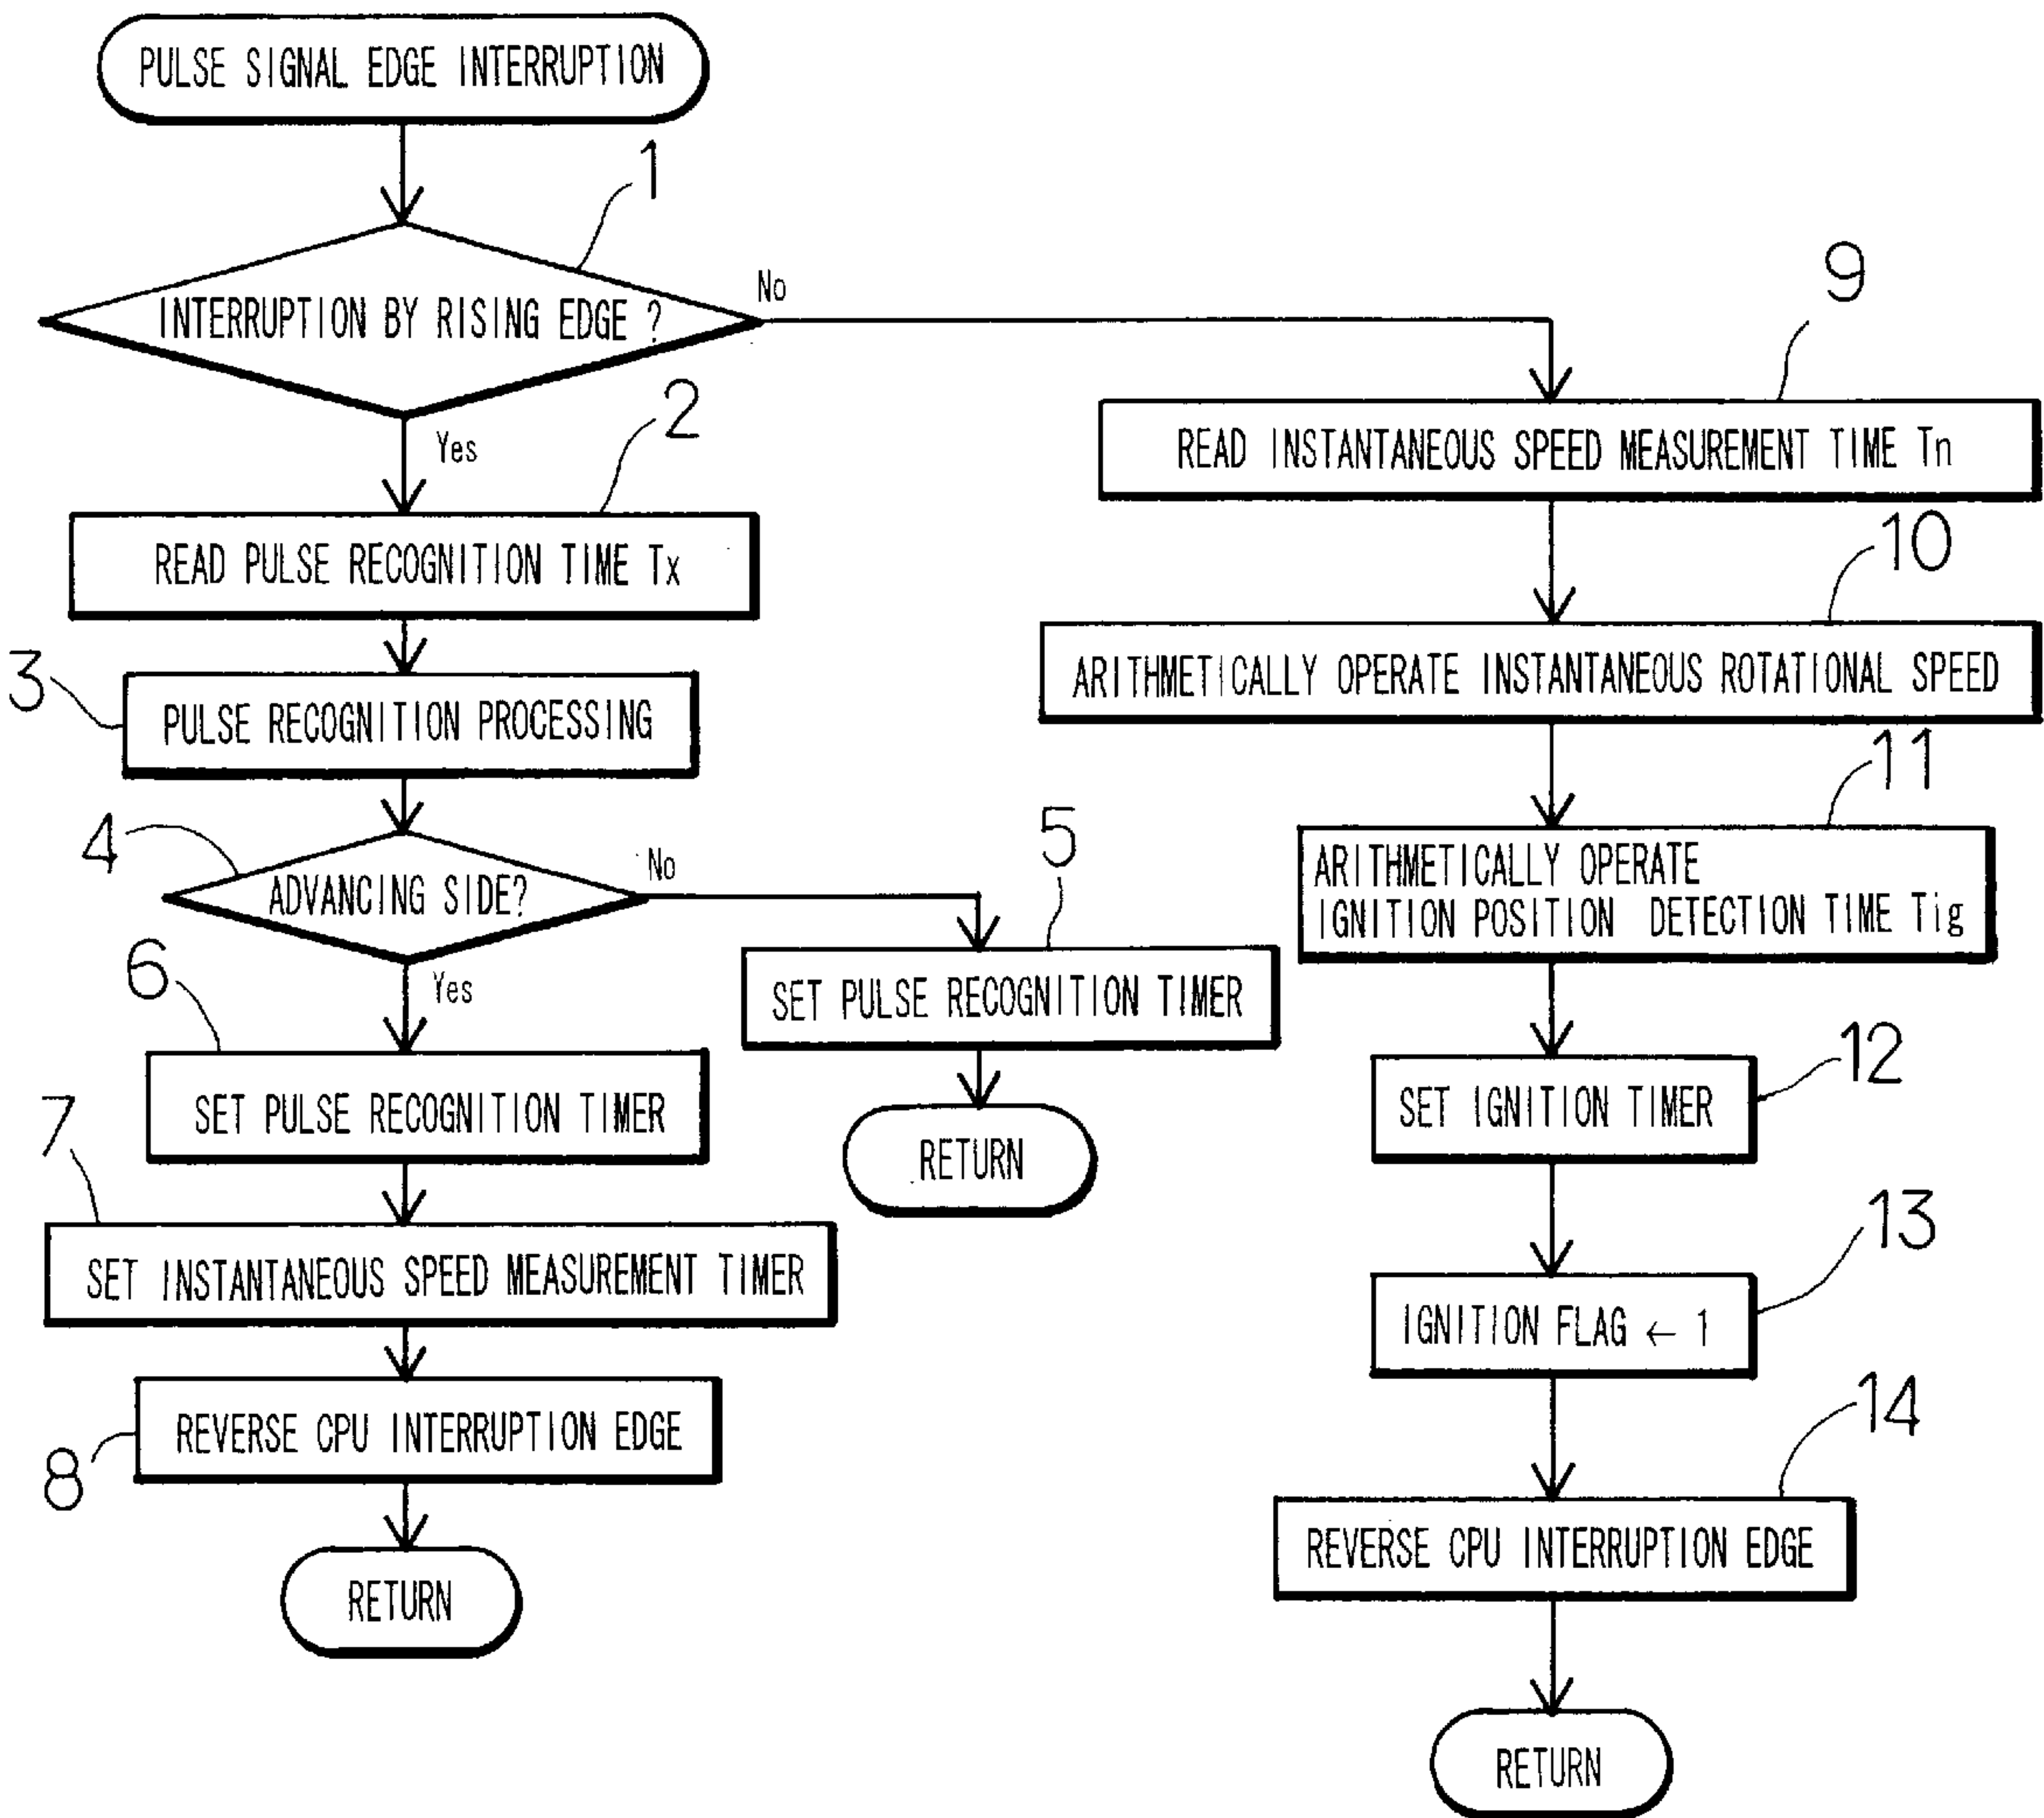 PULSE SIGNAL EDGE INTERRUPTION
1
INTERRUPTION BY RISING EDGE ?
No
Yes
2
READ PULSE RECOGNITION TIME Tx
3
PULSE RECOGNITION PROCESSING
4
ADVANCING SIDE?
No
Yes
5
SET PULSE RECOGNITION TIMER
RETURN
6
SET PULSE RECOGNITION TIMER
7
SET INSTANTANEOUS SPEED MEASUREMENT TIMER
8
REVERSE CPU INTERRUPTION EDGE
RETURN
9
READ INSTANTANEOUS SPEED MEASUREMENT TIME Tn
10
ARITHMETICALLY OPERATE INSTANTANEOUS ROTATIONAL SPEED
11
ARITHMETICALLY OPERATE
IGNITION POSITION DETECTION TIME Tig
12
SET IGNITION TIMER
13
IGNITION FLAG ← 1
14
REVERSE CPU INTERRUPTION EDGE
RETURN